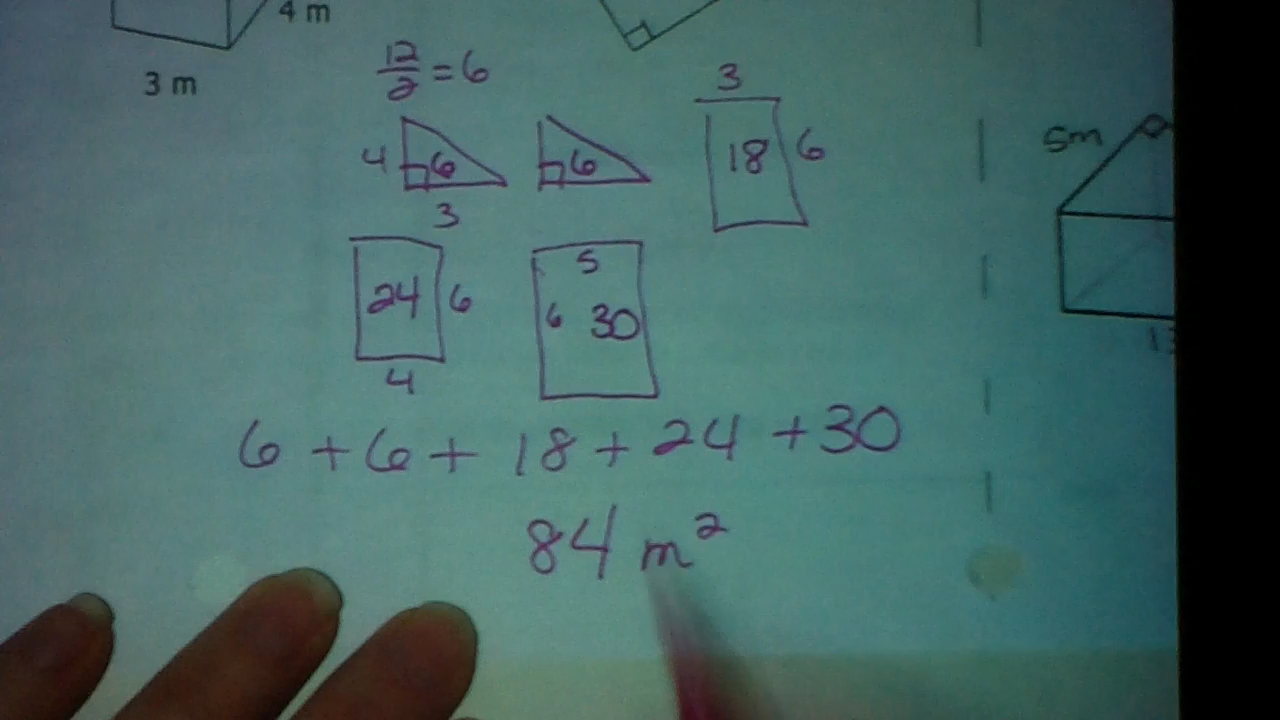 4 m
3 m
12/2 = 6
3
4 6
6
18 6
5m
3
24 6
5
6 30
4
6 + 6 + 18 + 24 + 30
84 m²